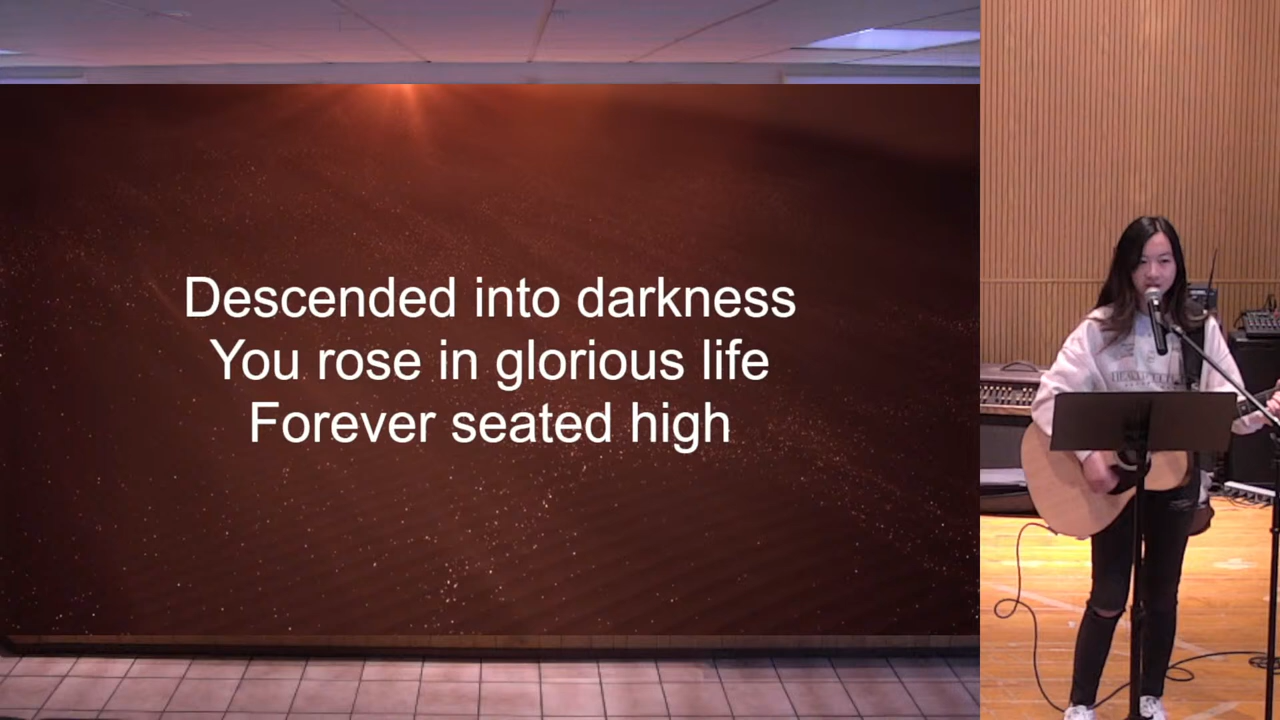 Descended into darkness
You rose in glorious life
Forever seated high